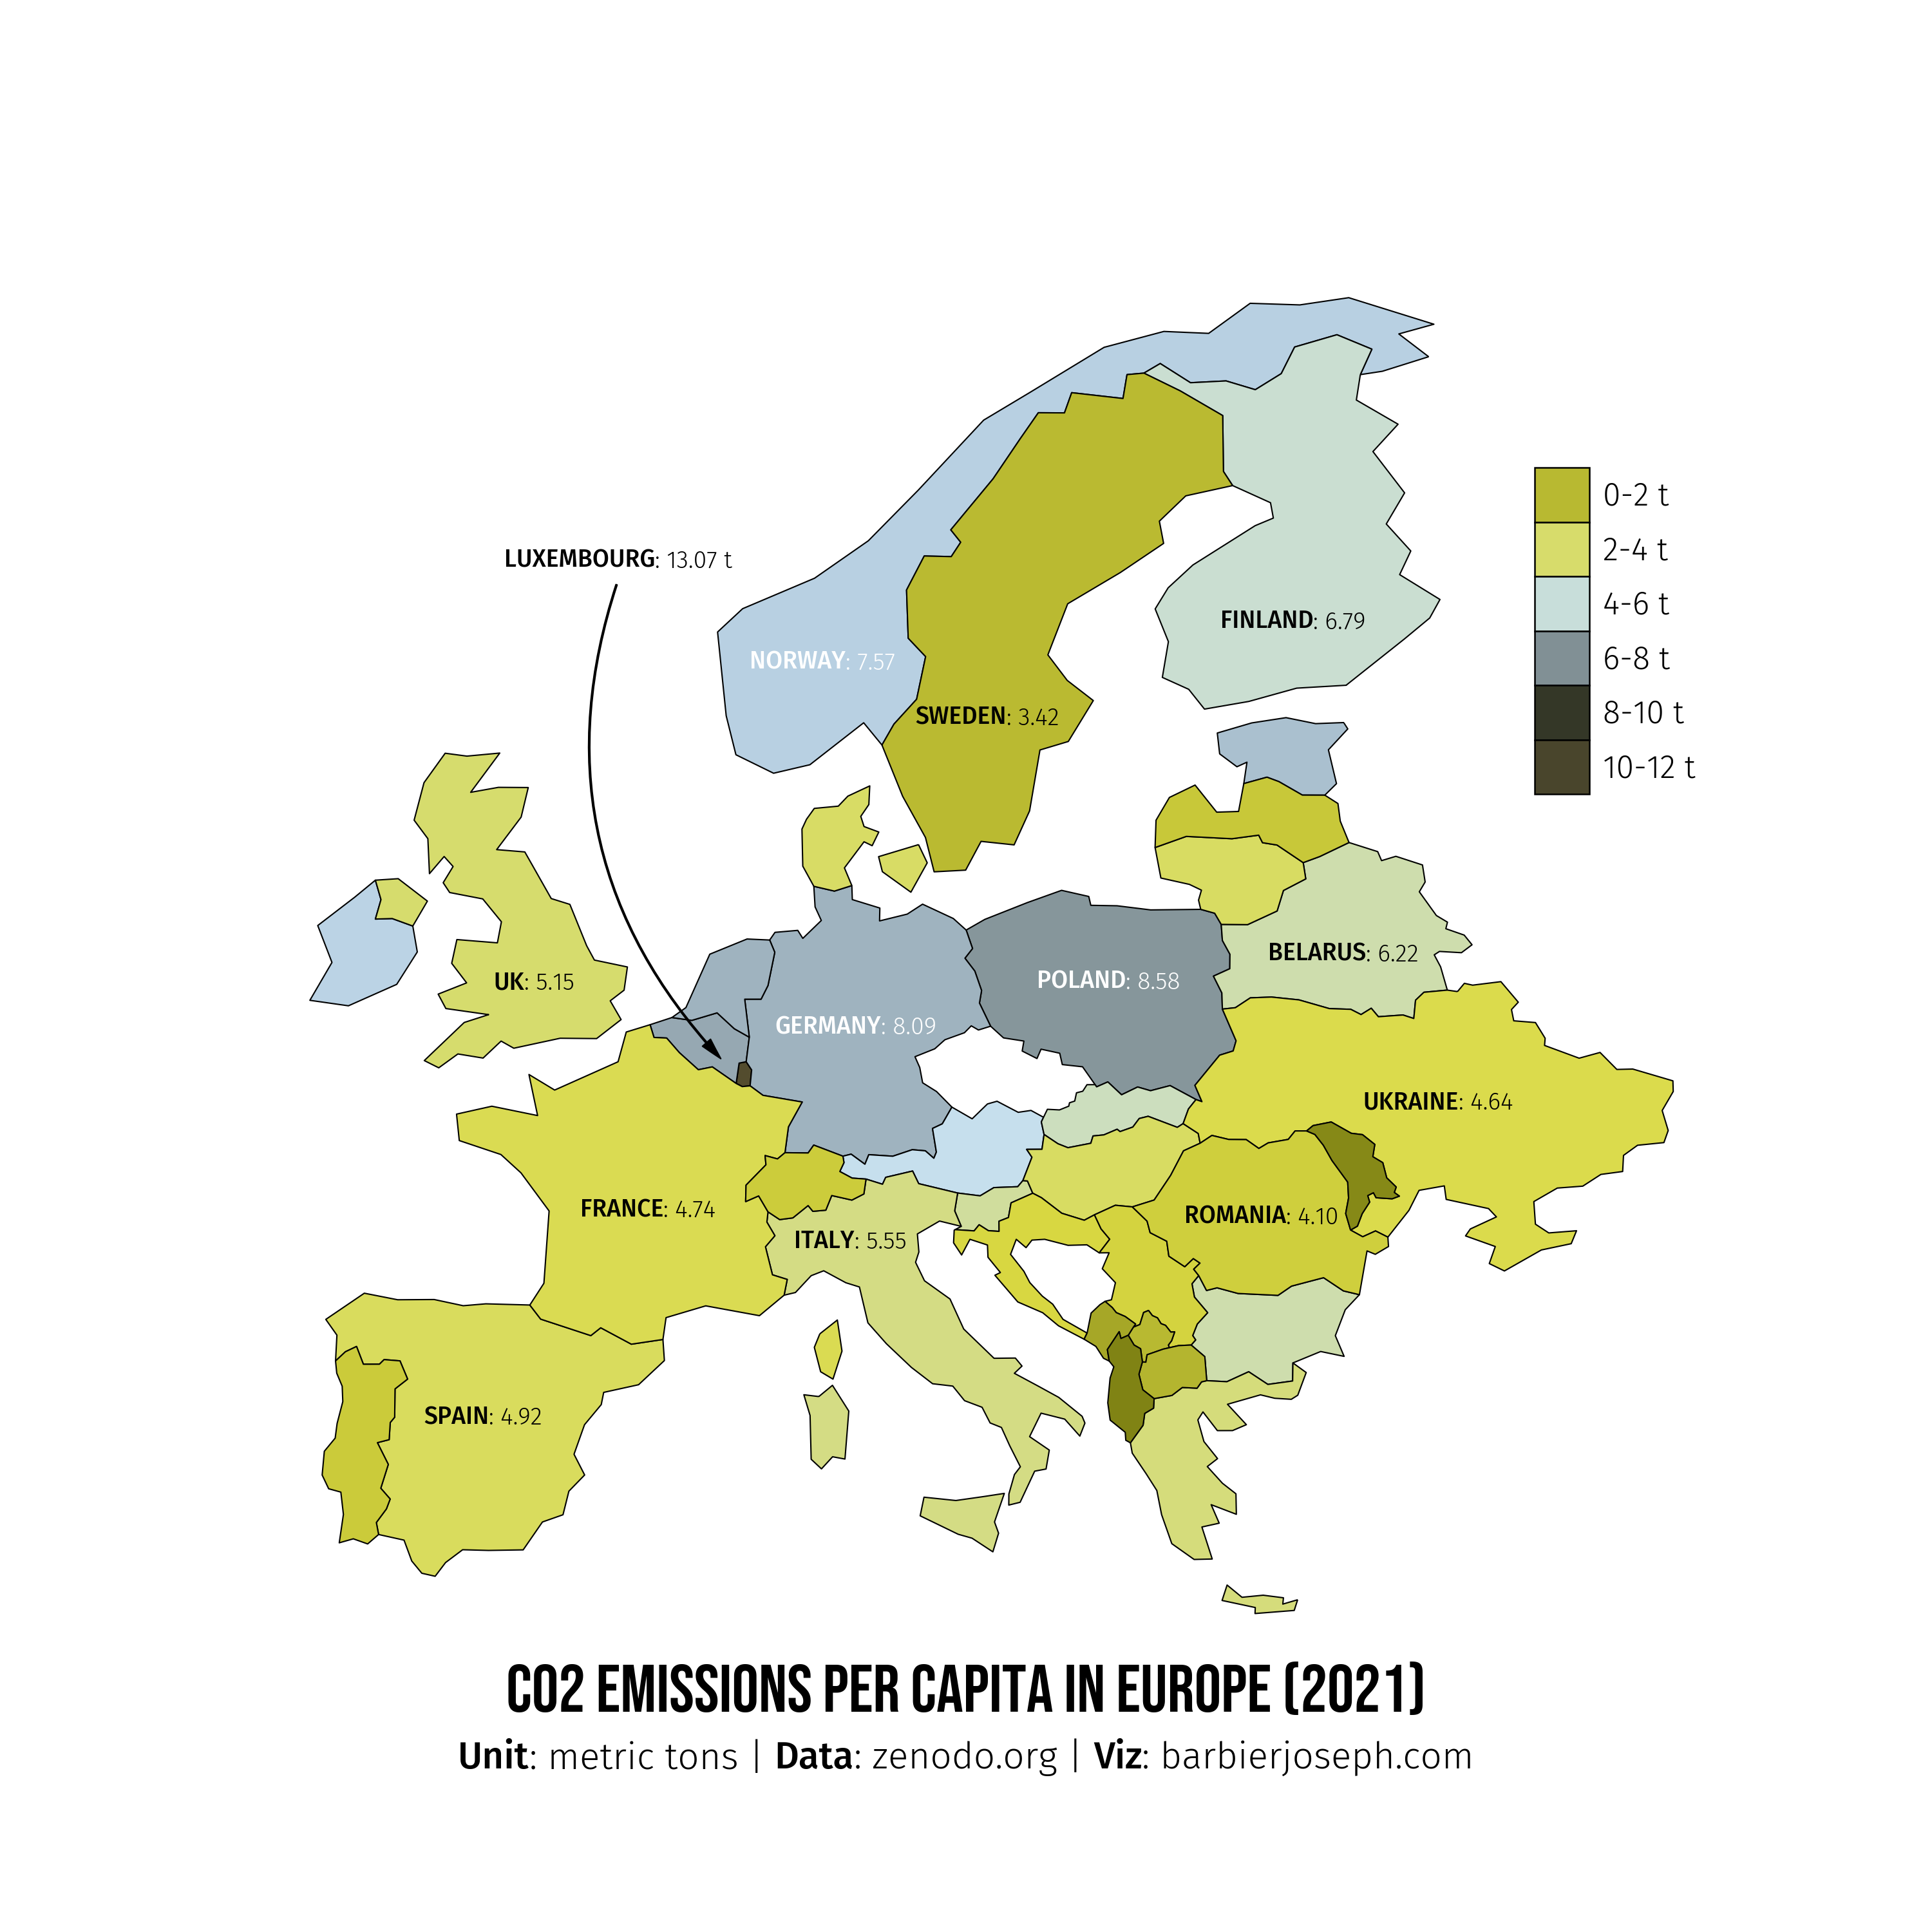 LUXEMBOURG: 13.07 t
0-2 t
2-4 t
4-6 t
6-8 t
8-10 t
10-12 t
FINLAND: 6.79
NORWAY: 7.57
SWEDEN: 3.42
BELARUS: 6.22
UK: 5.15
POLAND: 8.58
GERMANY: 8.09
UKRAINE: 4.64
FRANCE: 4.74
ROMANIA: 4.10
ITALY: 5.55
SPAIN: 4.92
CO2 EMISSIONS PER CAPITA IN EUROPE (2021)
Unit: metric tons | Data: zenodo.org | Viz: barbierjoseph.com